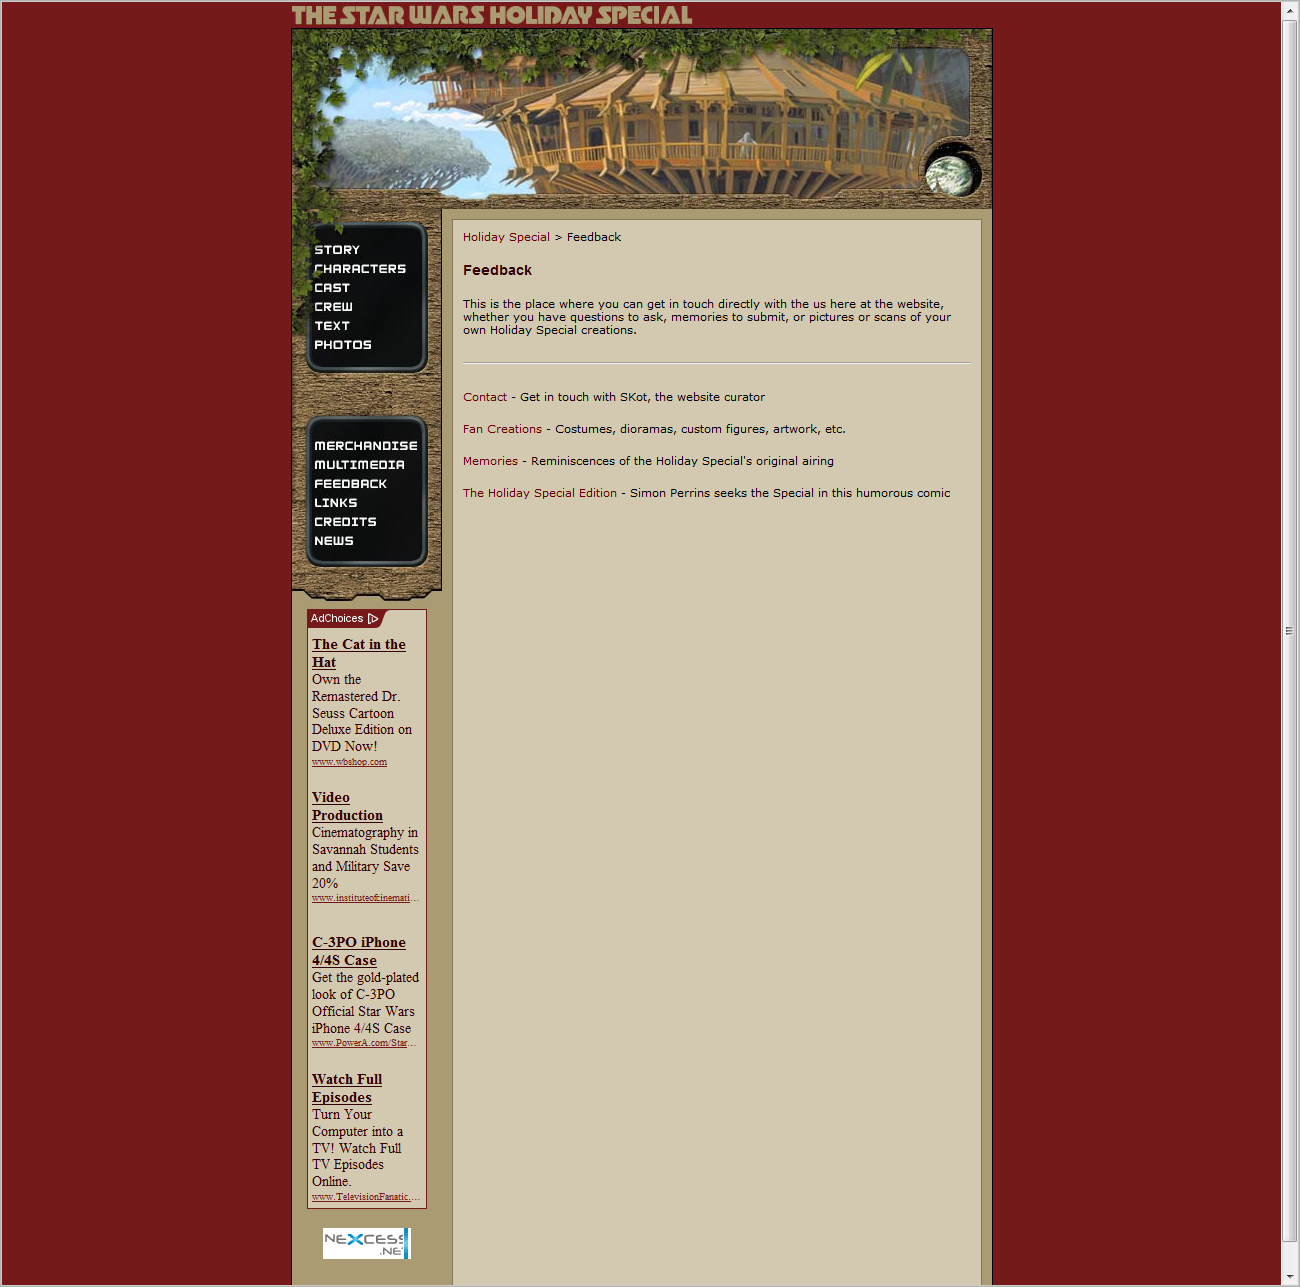 THE STAR WARS HOLIDAY SPECIAL
STORY
CHARACTERS
CAST
CREW
TEXT
PHOTOS
MERCHANDISE
MULTIMEDIA
FEEDBACK
LINKS
CREDITS
NEWS
Holiday Special > Feedback
Feedback
This is the place where you can get in touch directly with the us here at the website,
whether you have questions to ask, memories to submit, or pictures or scans of your
own Holiday Special creations.
Contact - Get in touch with SKot, the website curator
Fan Creations - Costumes, dioramas, custom figures, artwork, etc.
Memories - Reminiscences of the Holiday Special's original airing
The Holiday Special Edition - Simon Perrins seeks the Special in this humorous comic
AdChoices
The Cat in the
Hat
Own the
Remastered Dr.
Seuss Cartoon
Deluxe Edition on
DVD Now!
www.wbshop.com
Video
Production
Cinematography in
Savannah Students
and Military Save
20%
www.instituteofcinemati...
C-3PO iPhone
4/4S Case
Get the gold-plated
look of C-3PO
Official Star Wars
iPhone 4/4S Case
www.PowerA.com/Star...
Watch Full
Episodes
Turn Your
Computer into a
TV! Watch Full
TV Episodes
Online.
www.TelevisionFanatic....
NEXCESS
.NET